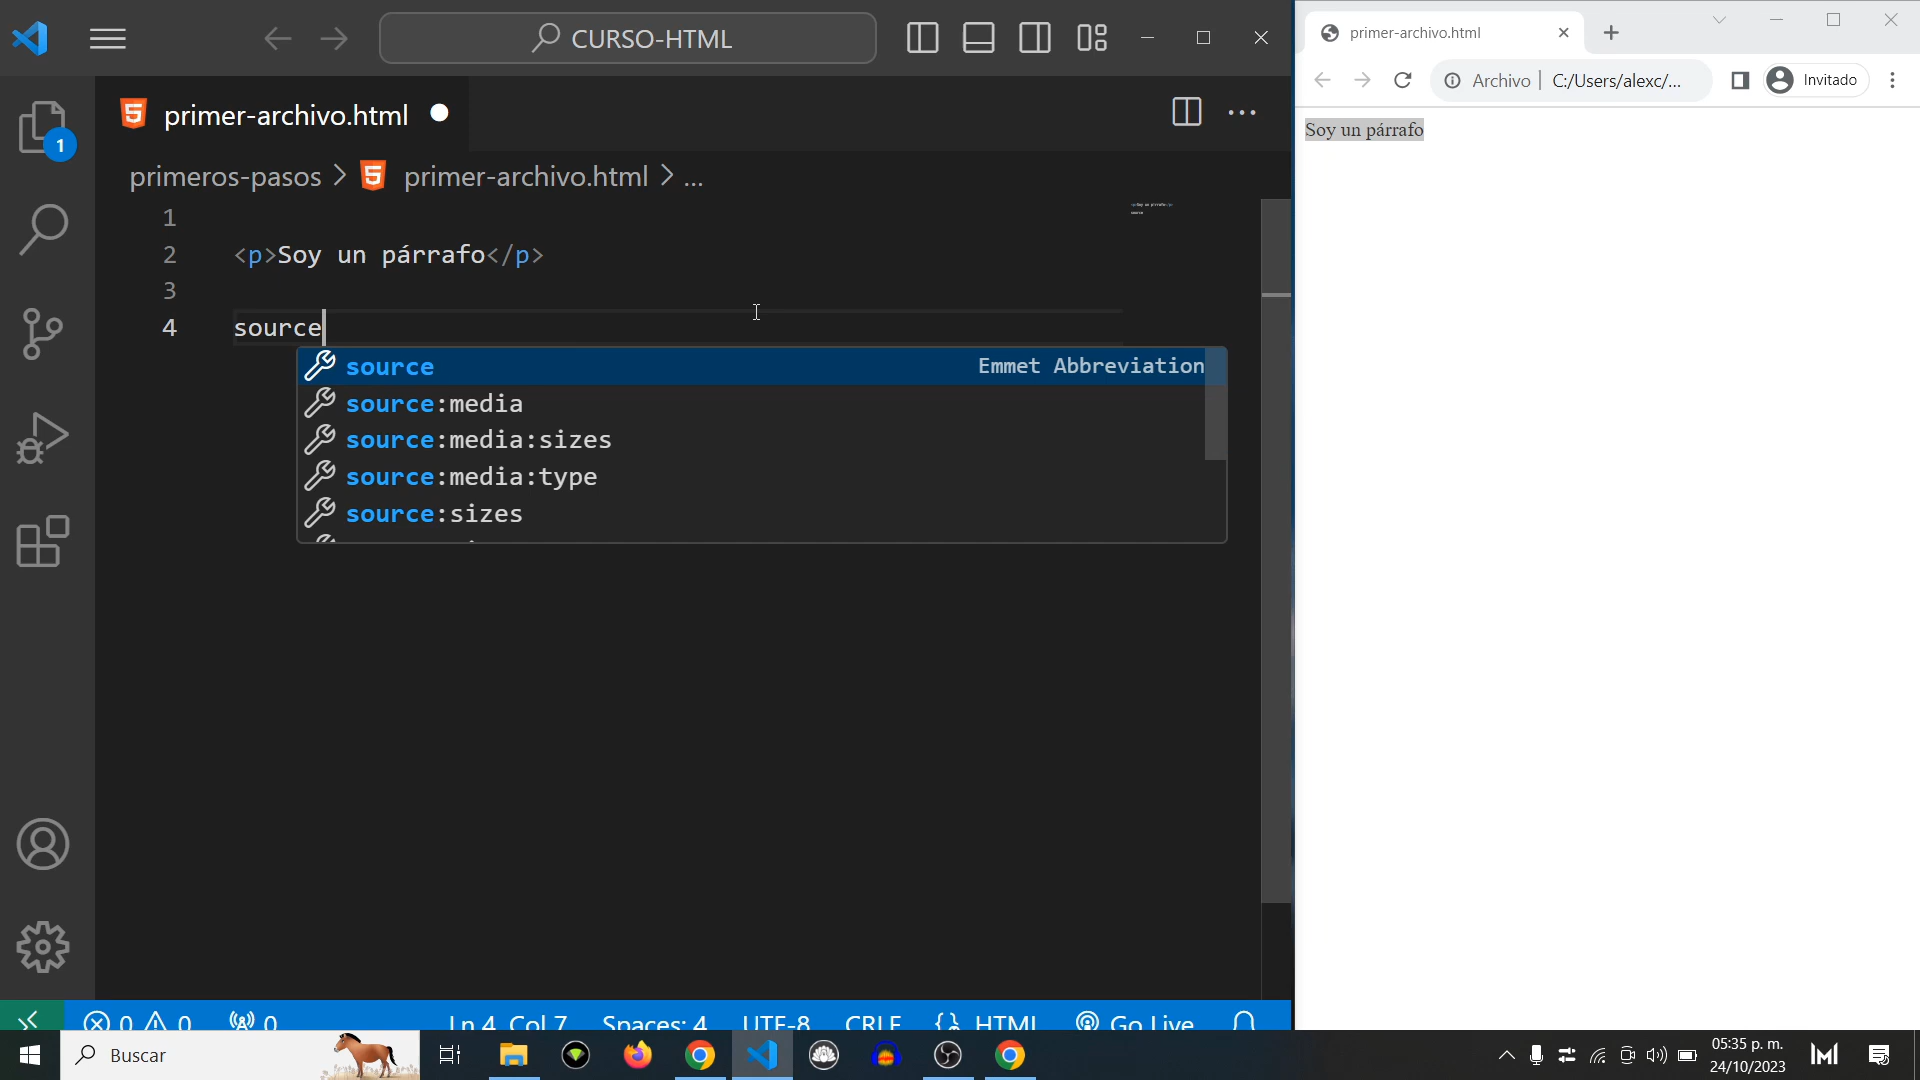 CURSO-HTML
primer-archivo.html
1
primeros-pasos > primer-archivo.html > ...
1
2 <p>Soy un párrafo</p>
3
4 source
source Emmet Abbreviation
source:media
source:media:sizes
source:media:type
source:sizes
0 0 0 Ln 4, Col 7 Spaces: 4 UTF-8 CRLF {} HTML Go Live
primer-archivo.html
Archivo | C:/Users/alexc/... Invitado
Soy un párrafo
Buscar
05:35 p. m.
24/10/2023